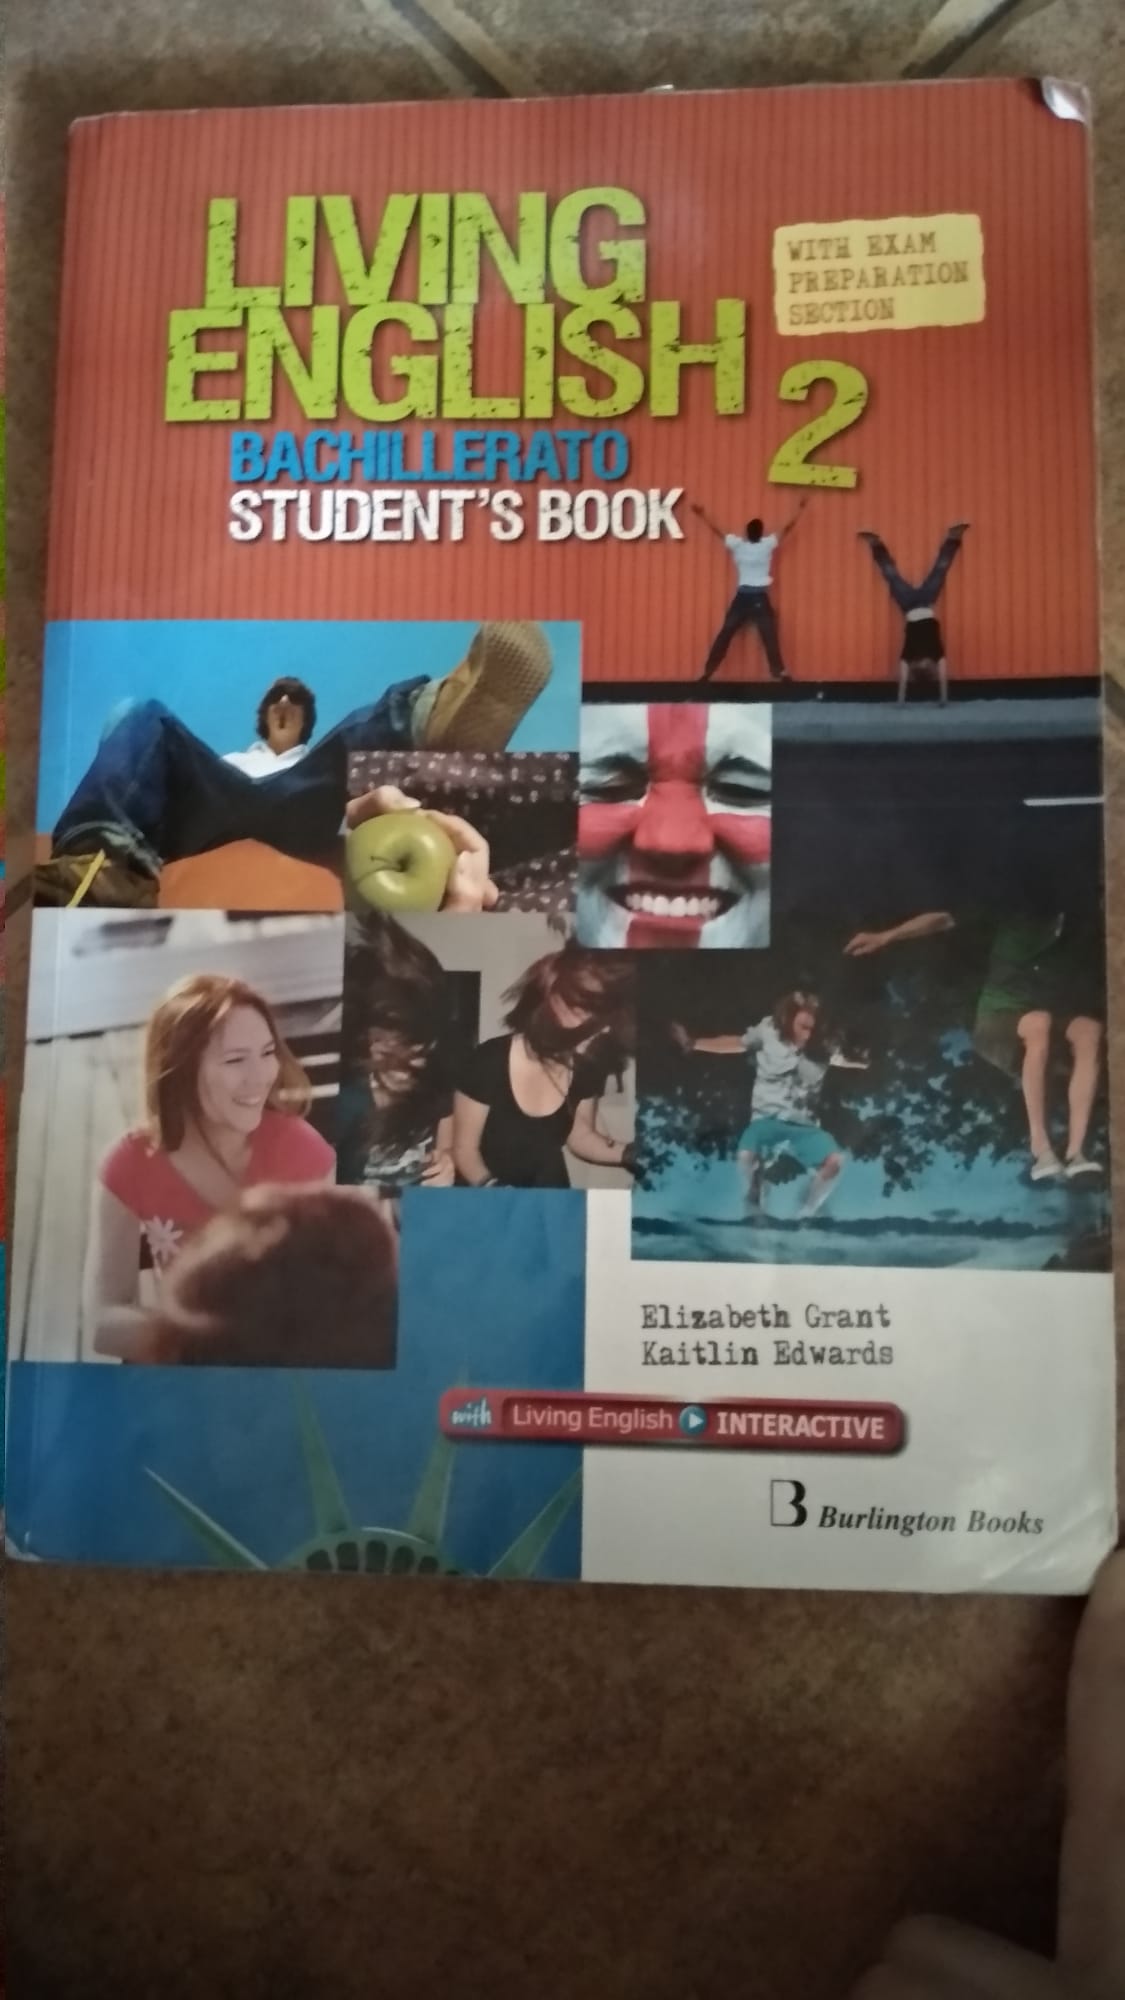 LIVING
ENGLISH 2
BACHILLERATO
STUDENT'S BOOK
WITH EXAM
PREPARATION
SECTION
Elizabeth Grant
Kaitlin Edwards
with Living English INTERACTIVE
B Burlington Books